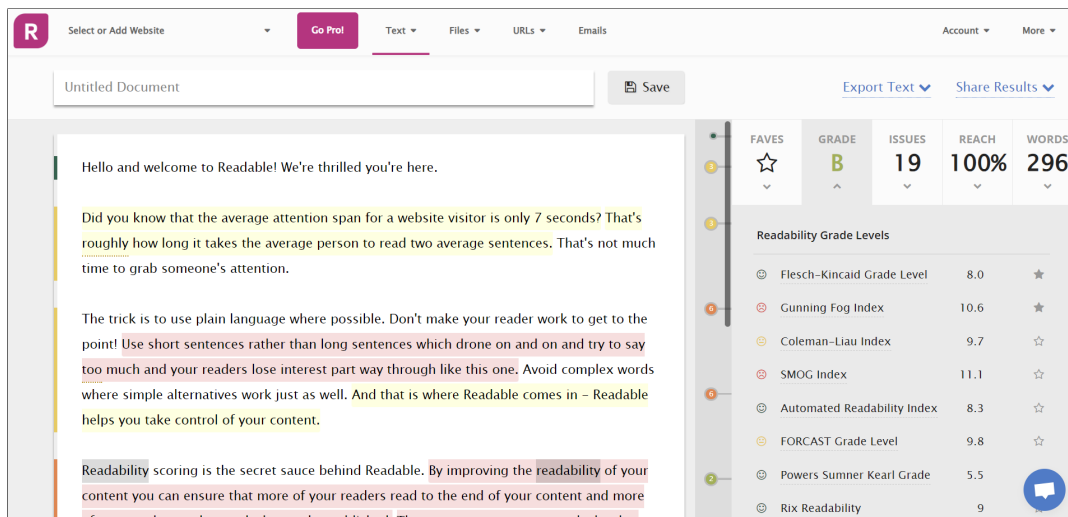 R
Select or Add Website
Go Pro!
Text
Files
URLs
Emails
Account
More
Untitled Document
Save
Export Text
Share Results
Hello and welcome to Readable! We're thrilled you're here.
Did you know that the average attention span for a website visitor is only 7 seconds? That's
roughly how long it takes the average person to read two average sentences. That's not much
time to grab someone's attention.
The trick is to use plain language where possible. Don't make your reader work to get to the
point! Use short sentences rather than long sentences which drone on and on and try to say
too much and your readers lose interest part way through like this one. Avoid complex words
where simple alternatives work just as well. And that is where Readable comes in – Readable
helps you take control of your content.
Readability scoring is the secret sauce behind Readable. By improving the readability of your
content you can ensure that more of your readers read to the end of your content and more
3
3
6
6
2
FAVES
GRADE
B
ISSUES
19
REACH
100%
WORDS
296
Readability Grade Levels
Flesch-Kincaid Grade Level 8.0
Gunning Fog Index 10.6
Coleman-Liau Index 9.7
SMOG Index 11.1
Automated Readability Index 8.3
FORCAST Grade Level 9.8
Powers Sumner Kearl Grade 5.5
Rix Readability 9